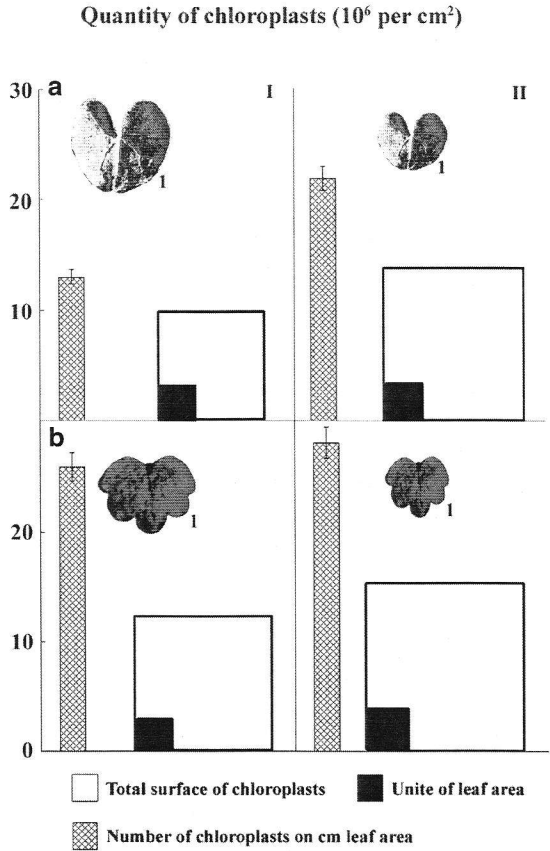 Quantity of chloroplasts (10⁶ per cm²)
a
I
II
30
20
10
1
1
b
20
10
0
1
1
Total surface of chloroplasts
Unite of leaf area
Number of chloroplasts on cm leaf area